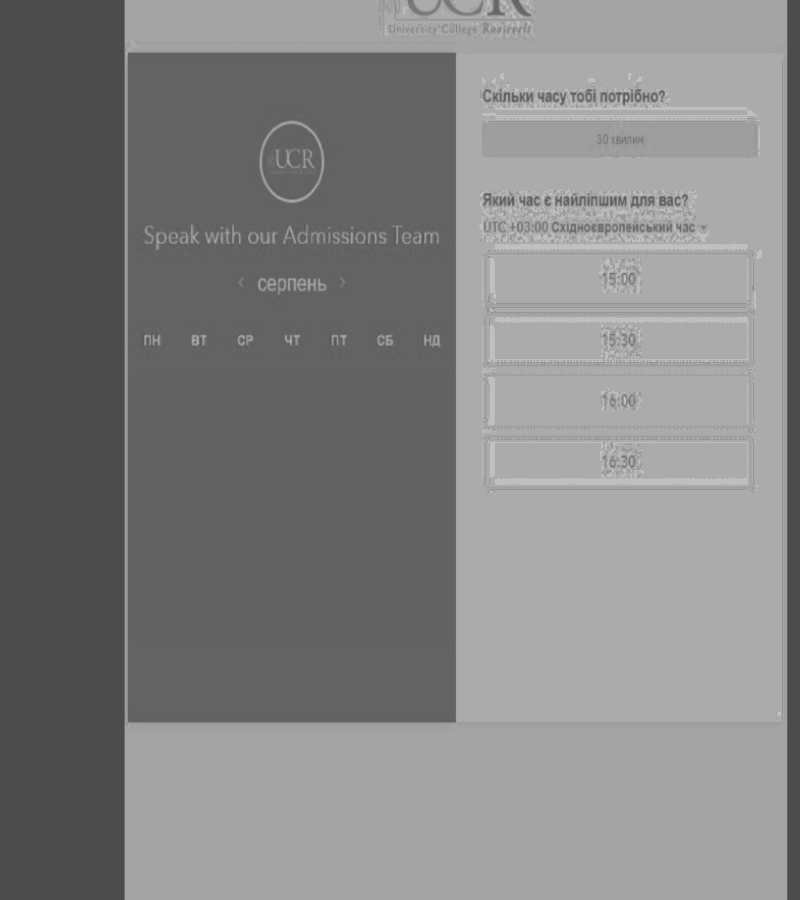 UCR
University College Roosevelt
UCR
Speak with our Admissions Team
‹ серпень ›
ПН ВТ СР ЧТ ПТ СБ НД
Скільки часу тобі потрібно?
30 хвилин
Який час є найліпшим для вас?
UTC +03:00 Східноєвропейський час
15:00
15:30
16:00
16:30